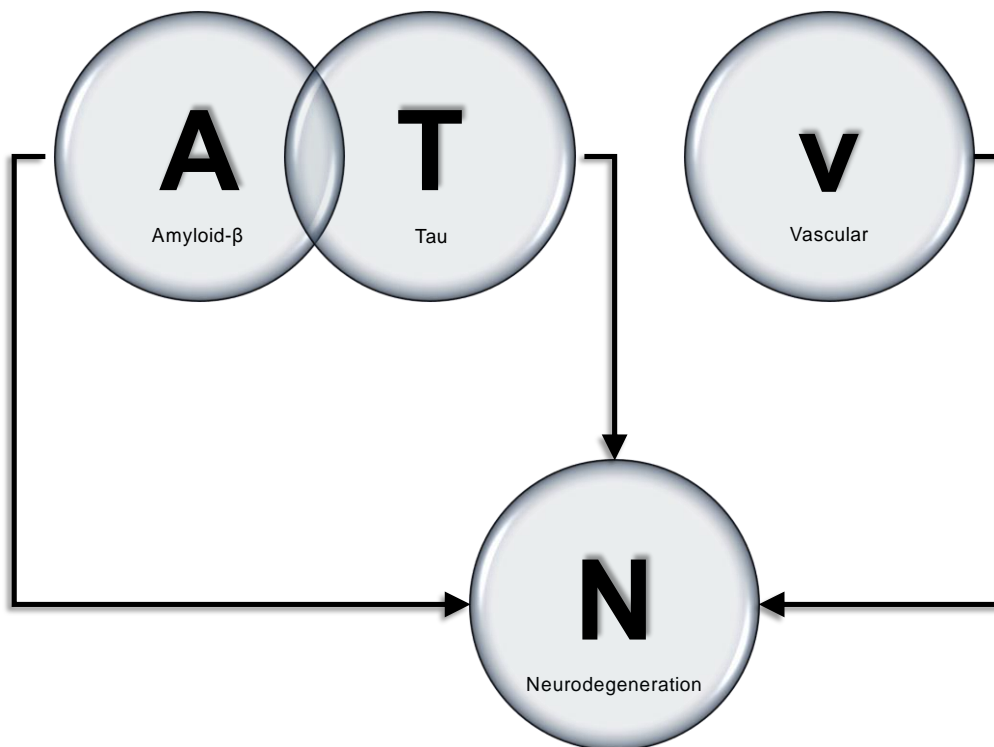 A
T
v
Amyloid-β
Tau
Vascular
N
Neurodegeneration